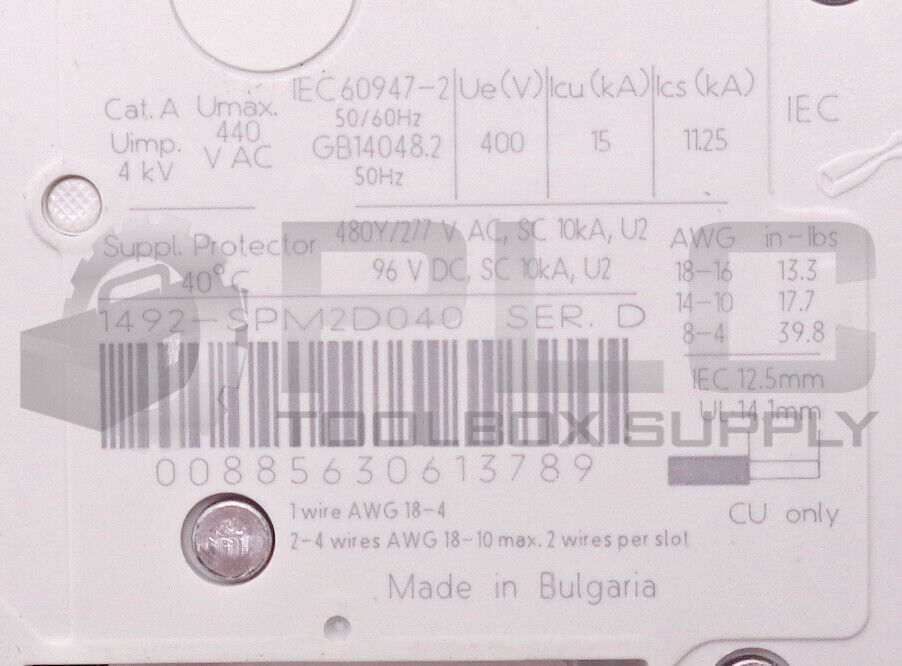 Cat. A
Uimp.
4 kV
Umax.
440
V AC
IEC60947-2
50/60Hz
GB14048.2
50Hz
Ue (V)
400
Icu (kA)
15
Ics (kA)
11.25
IEC
Suppl. Protector
40°C
480Y/277 V AC, SC 10kA, U2
96 V DC, SC 10kA, U2
AWG in-lbs
18-16 13.3
14-10 17.7
8-4 39.8
1492-SPM2D040 SER. D
IEC 12.5mm
UL 14.1mm
PLC
TOOLBOX SUPPLY
00885630613789
CU only
1 wire AWG 18-4
2-4 wires AWG 18-10 max. 2 wires per slot
Made in Bulgaria